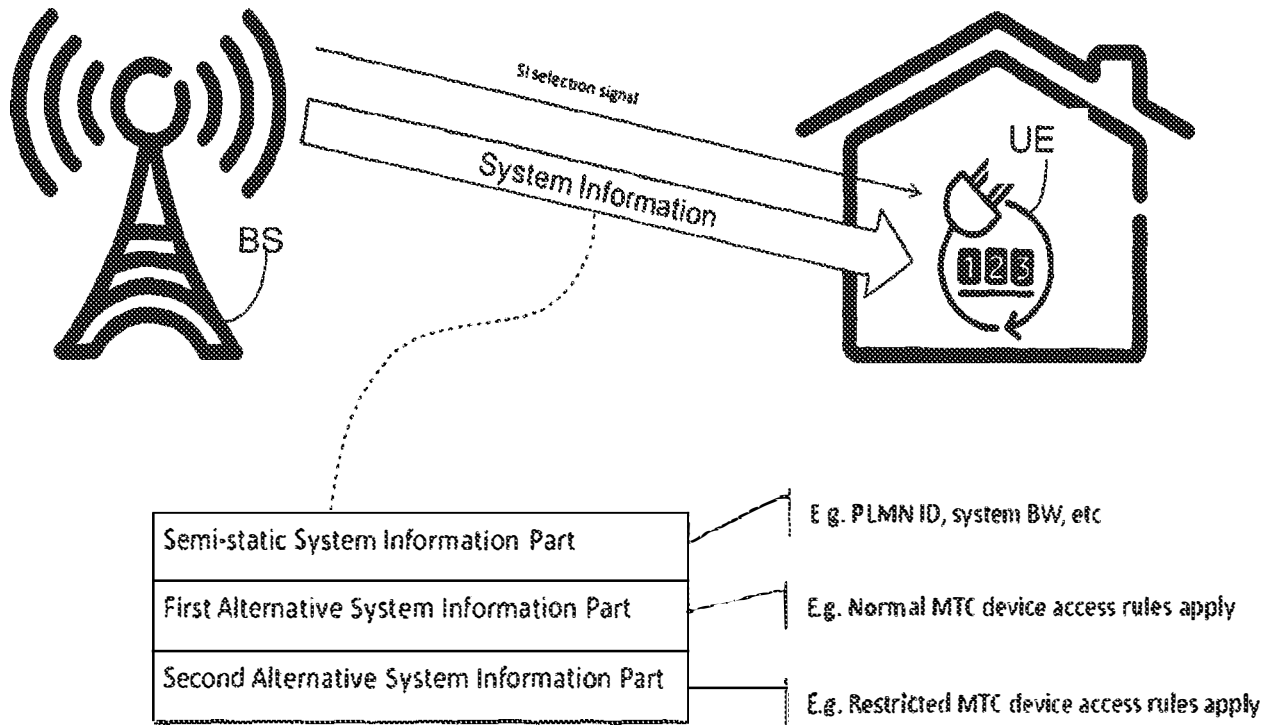 SI selection signal
System Information
BS
UE
123
Semi-static System Information Part
E g. PLMN ID, system BW, etc
First Alternative System Information Part
E.g. Normal MTC device access rules apply
Second Alternative System Information Part
E.g. Restricted MTC device access rules apply